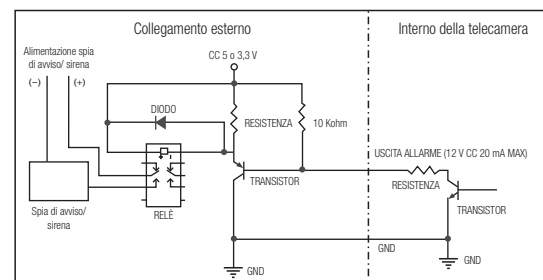 Collegamento esterno
Interno della telecamera
Alimentazione spia
di avviso/ sirena
(−)
(+)
CC 5 o 3,3 V
DIODO
RESISTENZA
10 Kohm
USCITA ALLARME (12 V CC 20 mA MAX)
RESISTENZA
TRANSISTOR
TRANSISTOR
Spia di avviso/
sirena
RELÈ
GND
GND
GND